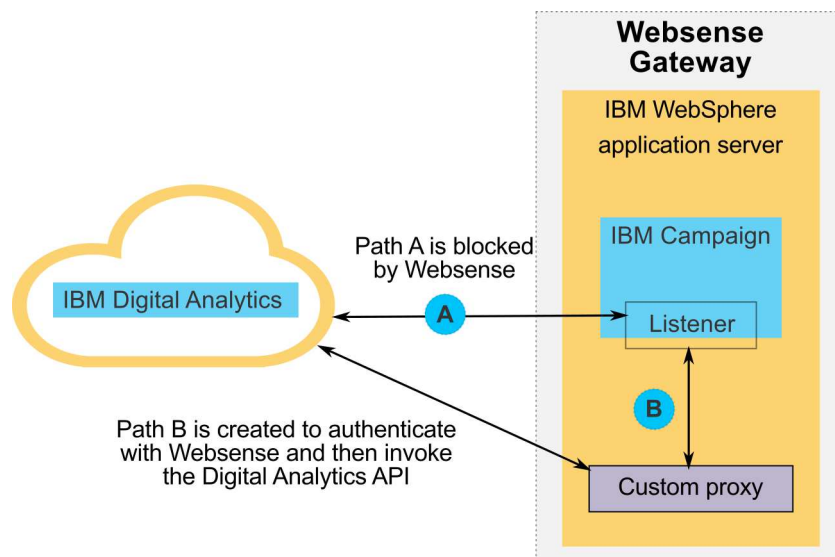 Websense
Gateway
IBM WebSphere
application server
IBM Campaign
Path A is blocked
by Websense
IBM Digital Analytics
A
Listener
B
Path B is created to authenticate
with Websense and then invoke
the Digital Analytics API
Custom proxy